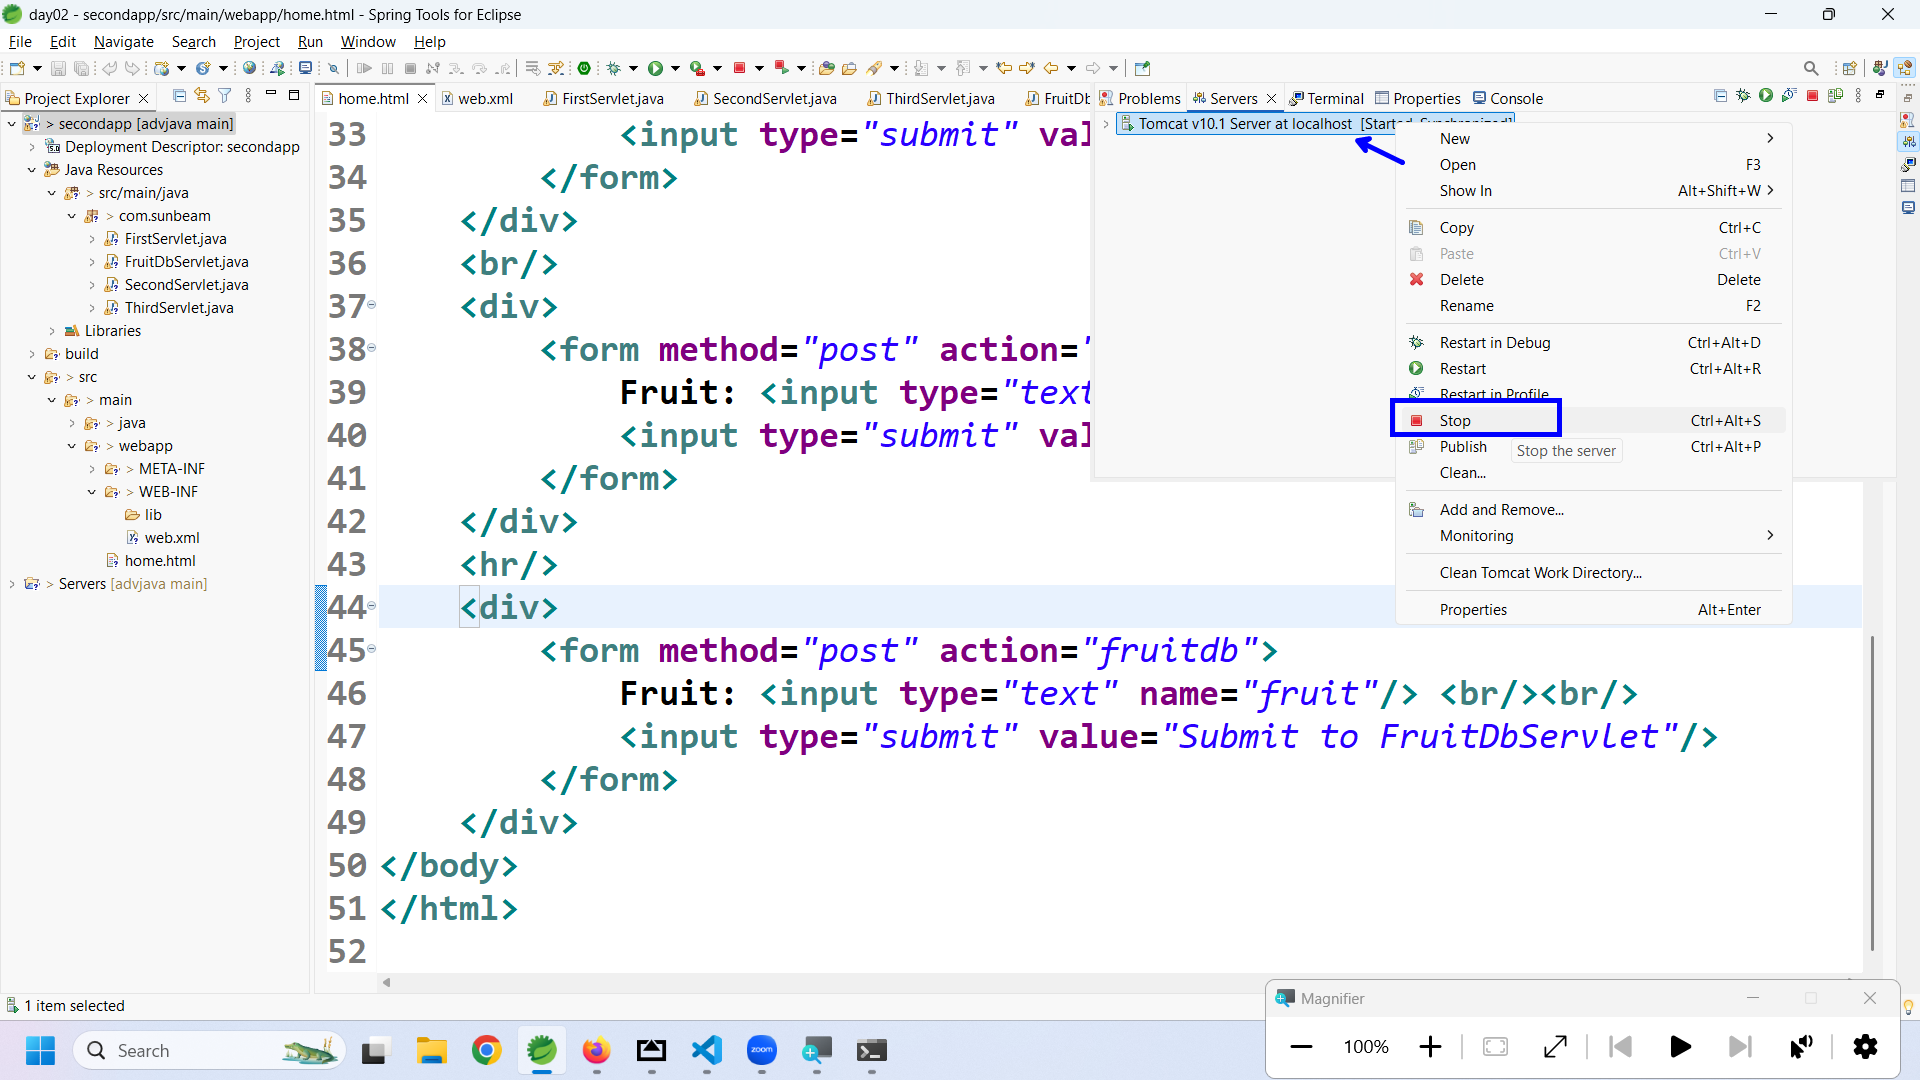 day02 - secondapp/src/main/webapp/home.html - Spring Tools for Eclipse
File Edit Navigate Search Project Run Window Help
Project Explorer
home.html web.xml FirstServlet.java SecondServlet.java ThirdServlet.java FruitDb
Problems Servers Terminal Properties Console
> secondapp [advjava main]
Deployment Descriptor: secondapp
Java Resources
> src/main/java
> com.sunbeam
FirstServlet.java
FruitDbServlet.java
SecondServlet.java
ThirdServlet.java
Libraries
build
> src
> main
> java
> webapp
> META-INF
> WEB-INF
lib
web.xml
home.html
> Servers [advjava main]
33 <input type="submit" val
34 </form>
35 </div>
36 <br/>
37 <div>
38 <form method="post" action="
39 Fruit: <input type="text
40 <input type="submit" val
41 </form>
42 </div>
43 <hr/>
44 <div>
45 <form method="post" action="fruitdb">
46 Fruit: <input type="text" name="fruit"/> <br/><br/>
47 <input type="submit" value="Submit to FruitDbServlet"/>
48 </form>
49 </div>
50 </body>
51 </html>
52
Tomcat v10.1 Server at localhost [Started, Synchronized]
New
Open F3
Show In Alt+Shift+W
Copy Ctrl+C
Paste Ctrl+V
Delete Delete
Rename F2
Restart in Debug Ctrl+Alt+D
Restart Ctrl+Alt+R
Restart in Profile
Stop Ctrl+Alt+S
Publish Ctrl+Alt+P
Stop the server
Clean...
Add and Remove...
Monitoring
Clean Tomcat Work Directory...
Properties Alt+Enter
1 item selected
Magnifier
100%
Search
zoom